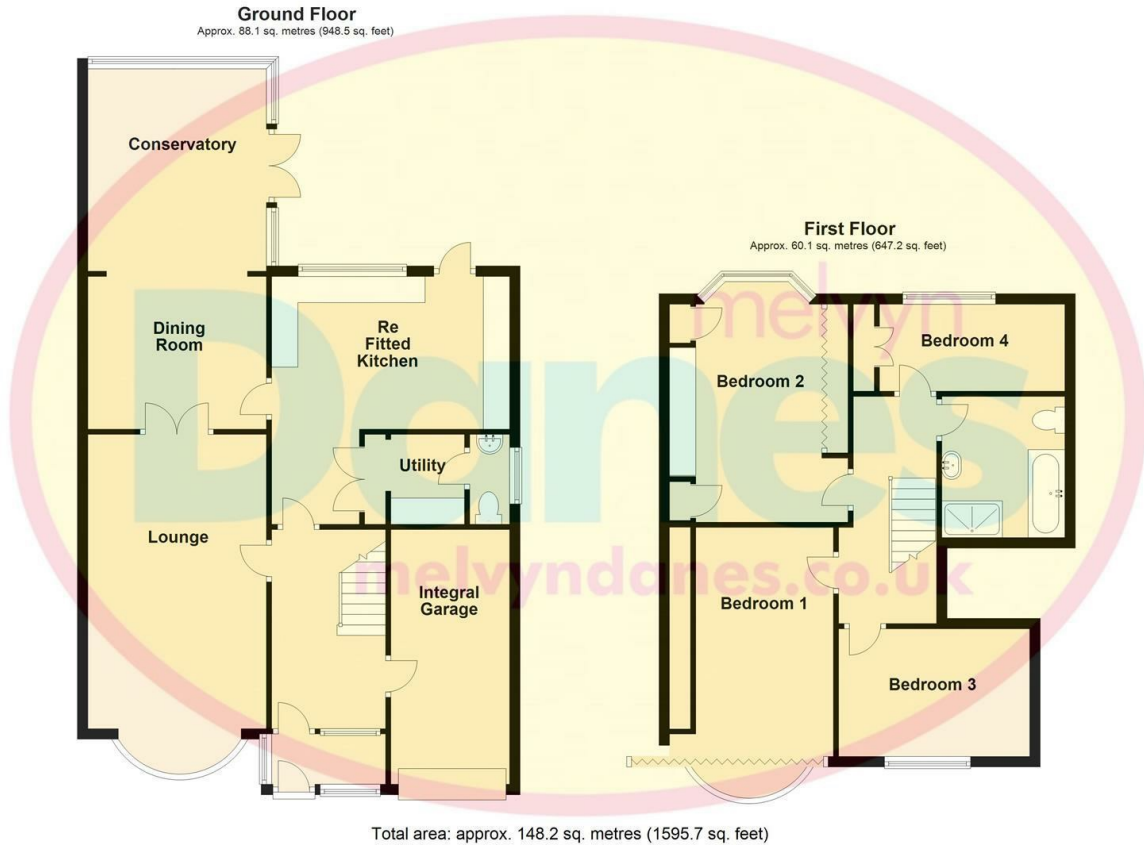 Ground Floor
Approx. 88.1 sq. metres (948.5 sq. feet)
Conservatory
Dining
Room
Re
Fitted
Kitchen
Utility
Lounge
Integral
Garage
First Floor
Approx. 60.1 sq. metres (647.2 sq. feet)
Bedroom 4
Bedroom 2
Bedroom 1
Bedroom 3
melvyn
Danes
melvyndanes.co.uk
Total area: approx. 148.2 sq. metres (1595.7 sq. feet)